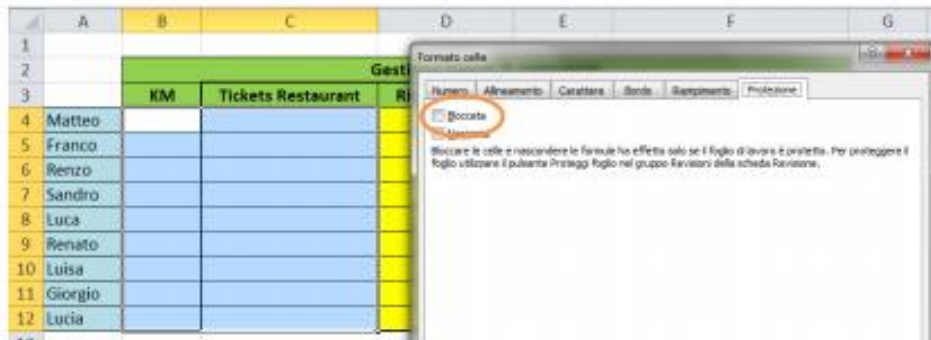 A B C D E F G
1
2 Gesti
3 KM Tickets Restaurant Ri
4 Matteo
5 Franco
6 Renzo
7 Sandro
8 Luca
9 Renato
10 Luisa
11 Giorgio
12 Lucia
Formato celle
Numero Allineamento Carattere Bordo Riempimento Protezione
Bloccata
Nascosta
Bloccare le celle e nascondere le formule ha effetto solo se il foglio di lavoro è protetto. Per proteggere il
foglio utilizzare il pulsante Proteggi foglio nel gruppo Revisioni della scheda Revisione.